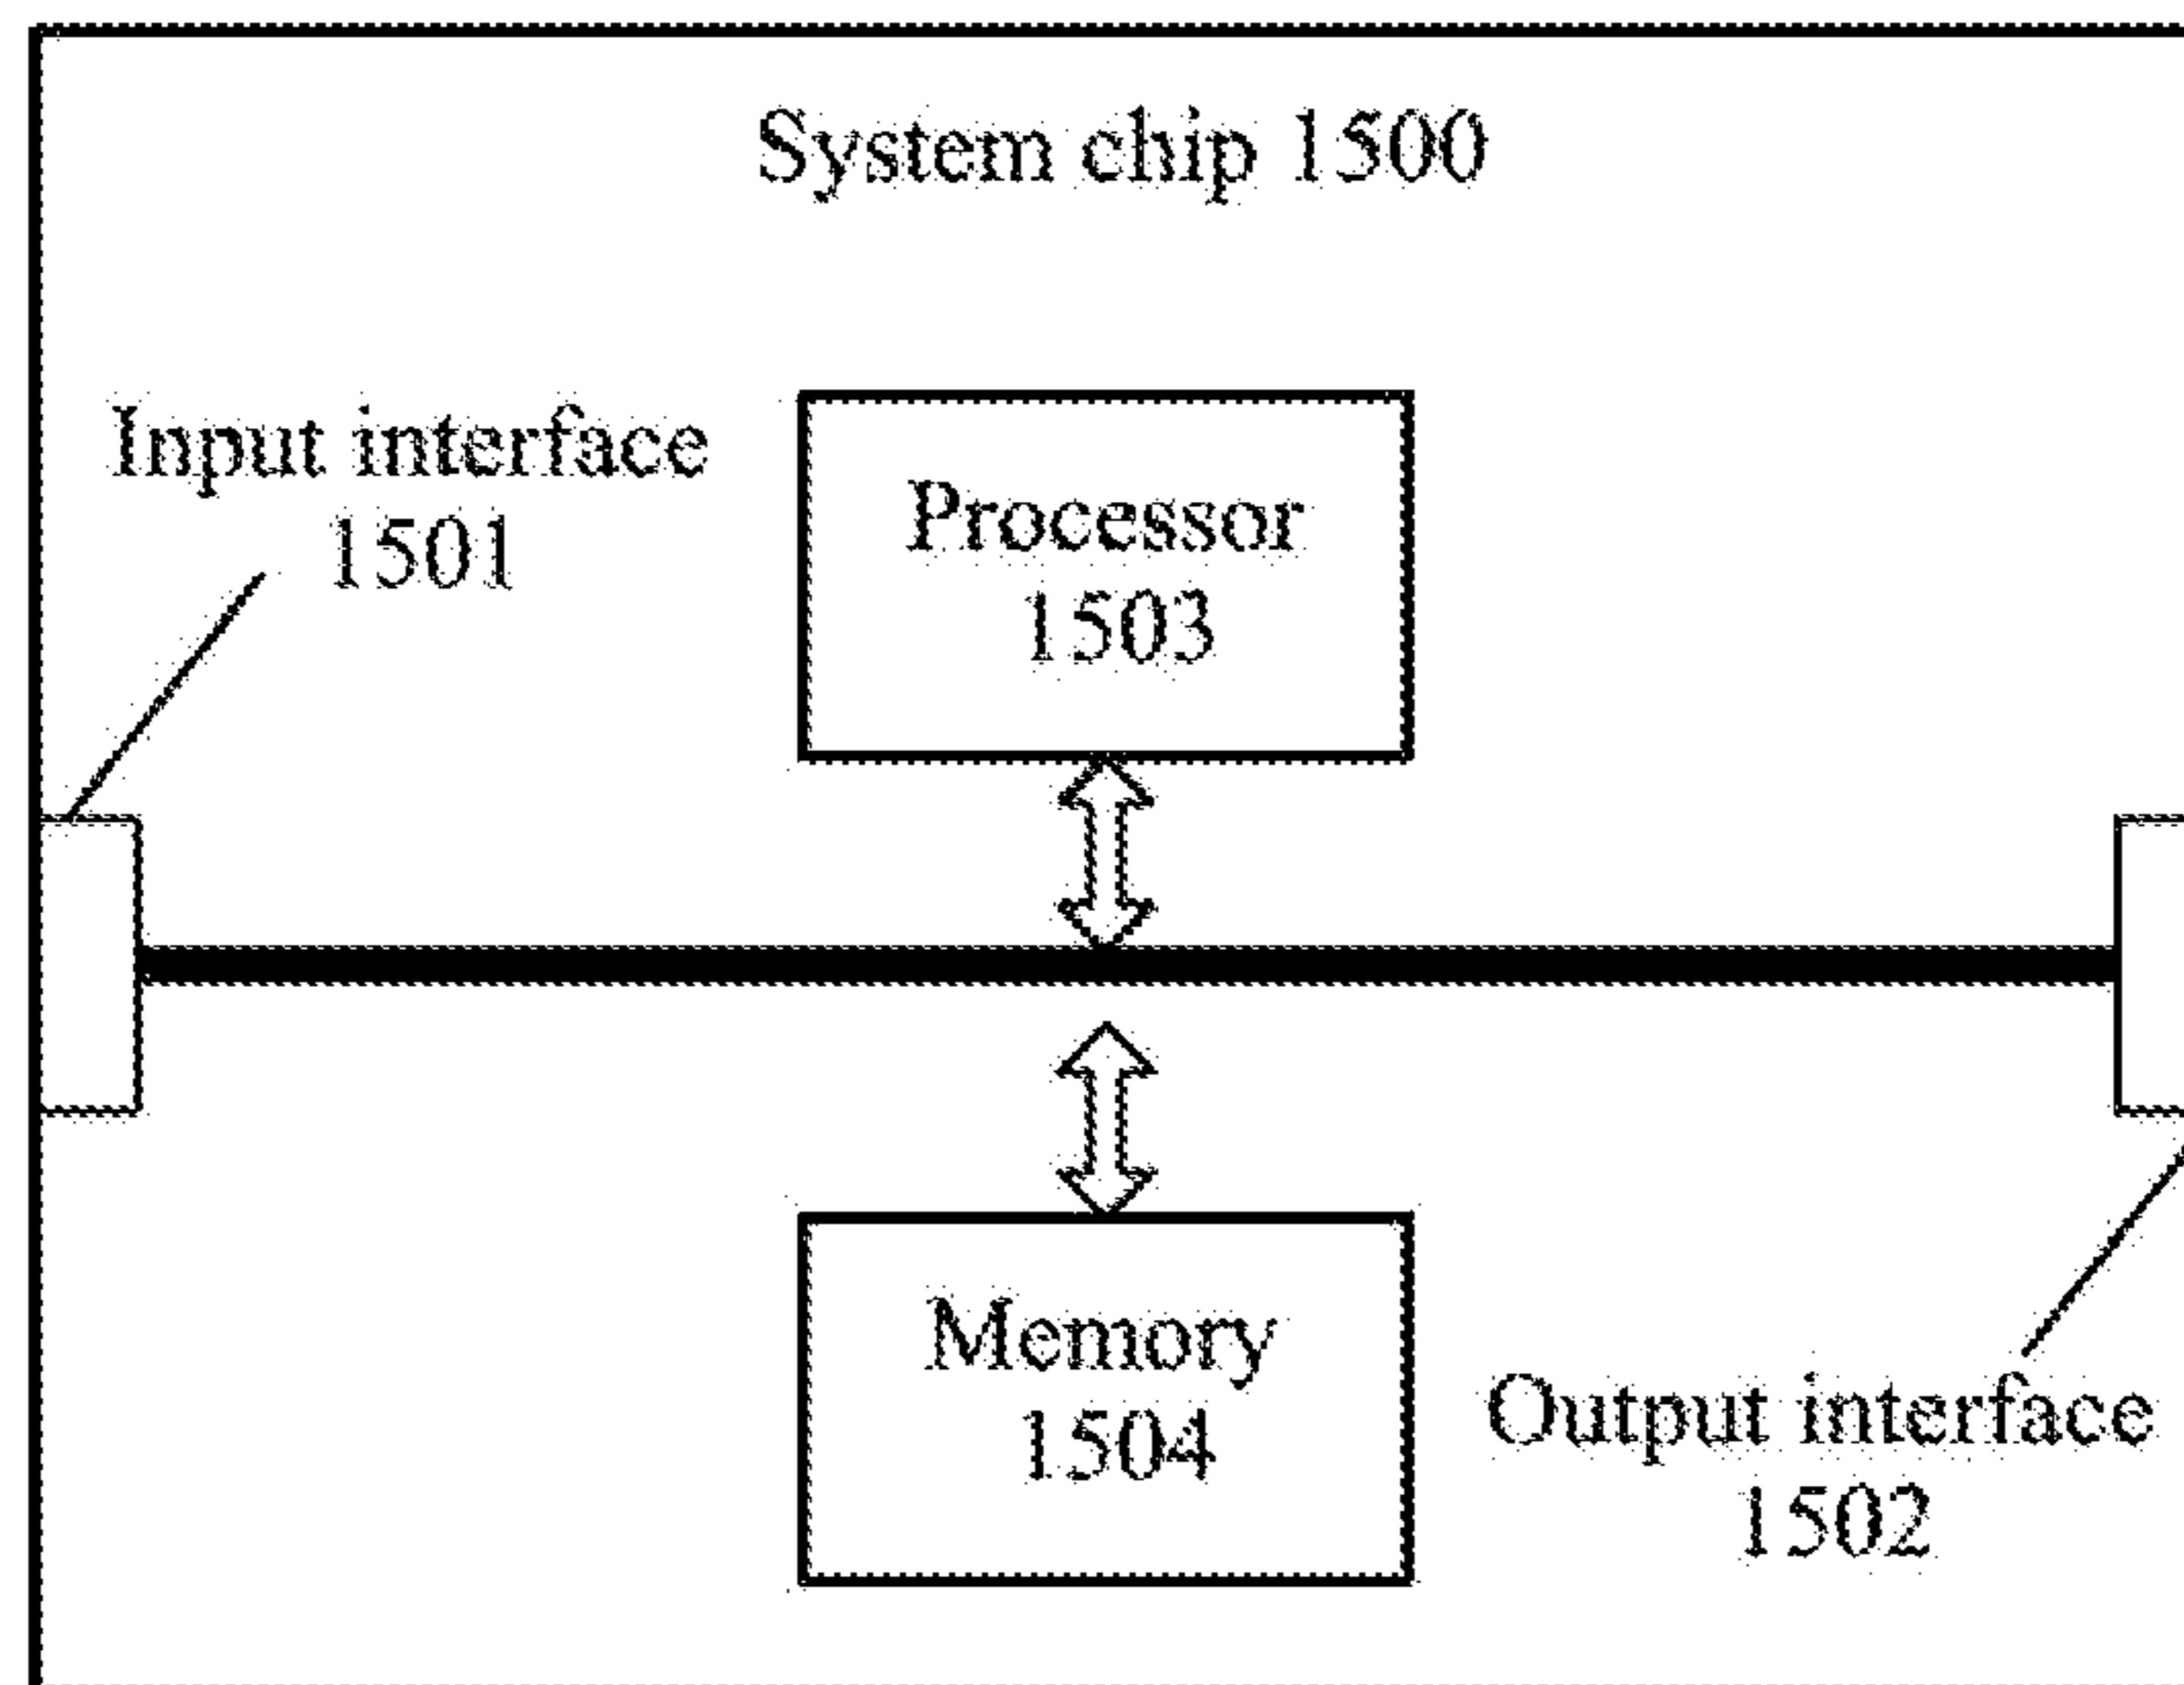 System chip 1500
Input interface
1501
Processor
1503
Memory
1504
Output interface
1502